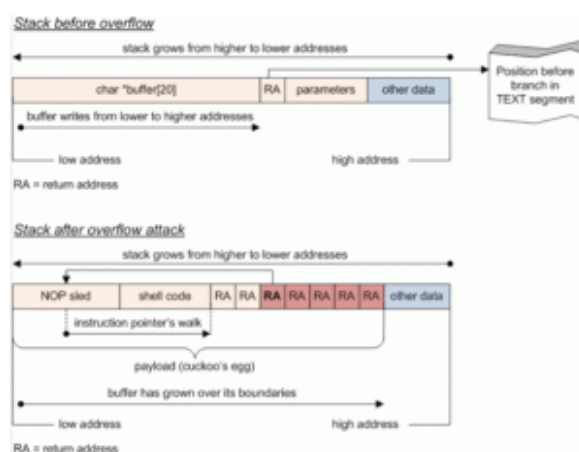 Stack before overflow
stack grows from higher to lower addresses
char *buffer[20]
RA
parameters
other data
Position before
branch in
TEXT segment
buffer writes from lower to higher addresses
low address
high address
RA = return address
Stack after overflow attack
stack grows from higher to lower addresses
NOP sled
shell code
RA
RA
RA
RA
RA
RA
RA
other data
instruction pointer's walk
payload (cuckoo's egg)
buffer has grown over its boundaries
low address
high address
RA = return address